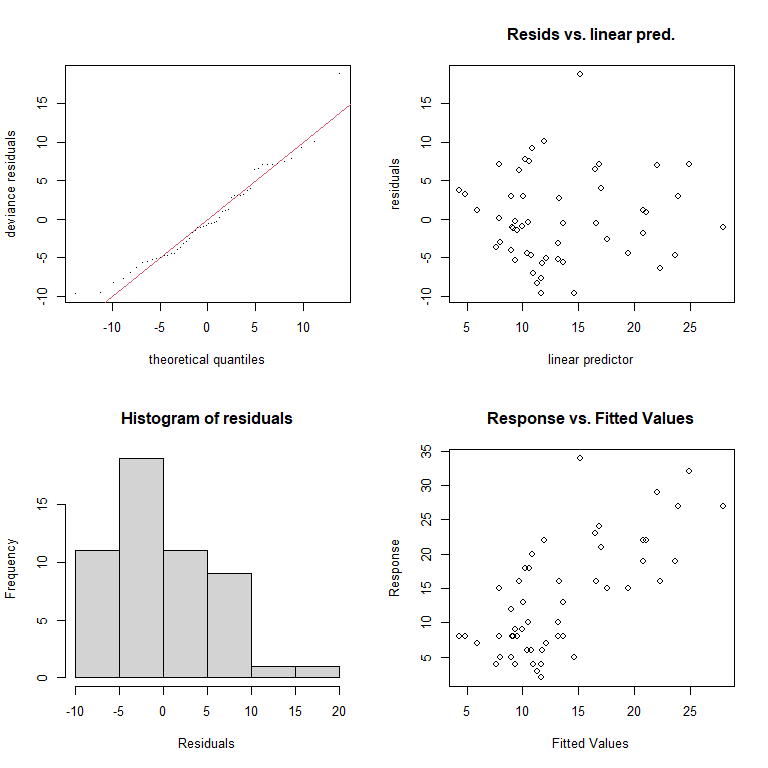 deviance residuals
-10 -5 0 5 10 15
-10 -5 0 5 10
theoretical quantiles
Resids vs. linear pred.
residuals
-10 -5 0 5 10 15
5 10 15 20 25
linear predictor
Histogram of residuals
Frequency
0 5 10 15
-10 -5 0 5 10 15 20
Residuals
Response vs. Fitted Values
Response
5 10 15 20 25 30 35
5 10 15 20 25
Fitted Values